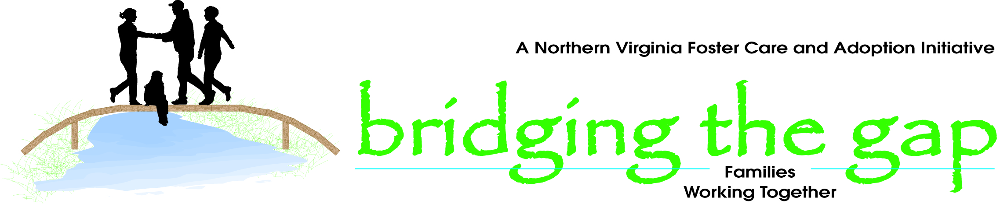 A Northern Virginia Foster Care and Adoption Initiative
bridging the gap
Families
Working Together